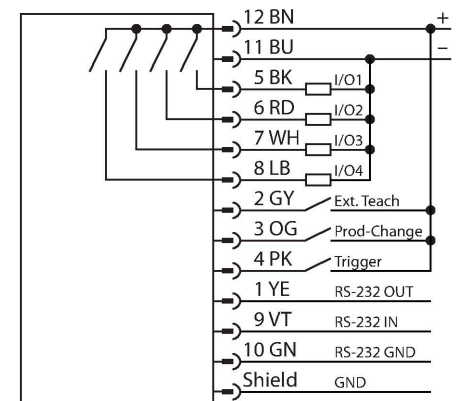 12 BN +
11 BU −
5 BK I/O1
6 RD I/O2
7 WH I/O3
8 LB I/O4
2 GY Ext. Teach
3 OG Prod-Change
4 PK Trigger
1 YE RS-232 OUT
9 VT RS-232 IN
10 GN RS-232 GND
Shield GND